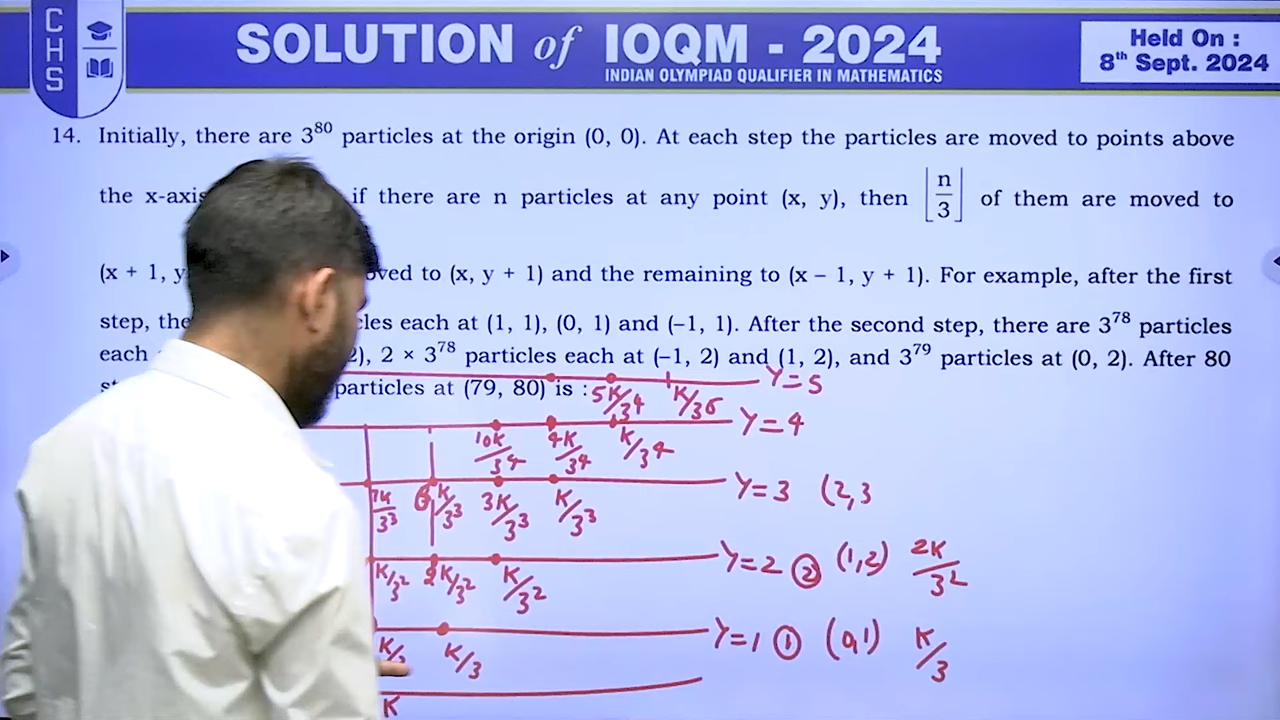 CHS
SOLUTION of IOQM - 2024
INDIAN OLYMPIAD QUALIFIER IN MATHEMATICS
Held On :
8th Sept. 2024
14. Initially, there are 3^80 particles at the origin (0, 0). At each step the particles are moved to points above
the x-axis if there are n particles at any point (x, y), then ⌊n/3⌋ of them are moved to
(x + 1, y moved to (x, y + 1) and the remaining to (x – 1, y + 1). For example, after the first
step, the cles each at (1, 1), (0, 1) and (–1, 1). After the second step, there are 3^78 particles
each 2), 2 × 3^78 particles each at (–1, 2) and (1, 2), and 3^79 particles at (0, 2). After 80
particles at (79, 80) is :
5K/3^4 K/3^5 Y=5
Y=4
10K/3^4 4K/3^4 K/3^4
Y=3 (2,3
6K/3^3 3K/3^3 K/3^3
Y=2 ② (1,2) 2K/3^2
K/3^2 2K/3^2 K/3^2
Y=1 ① (0,1) K/3
K/3 K/3
K